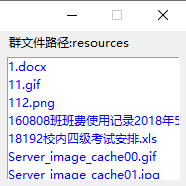 群文件路径:resources
1.docx
11.gif
112.png
160808班班费使用记录2018年5
18192校内四级考试安排.xls
Server_image_cache00.gif
Server_image_cache01.jpg